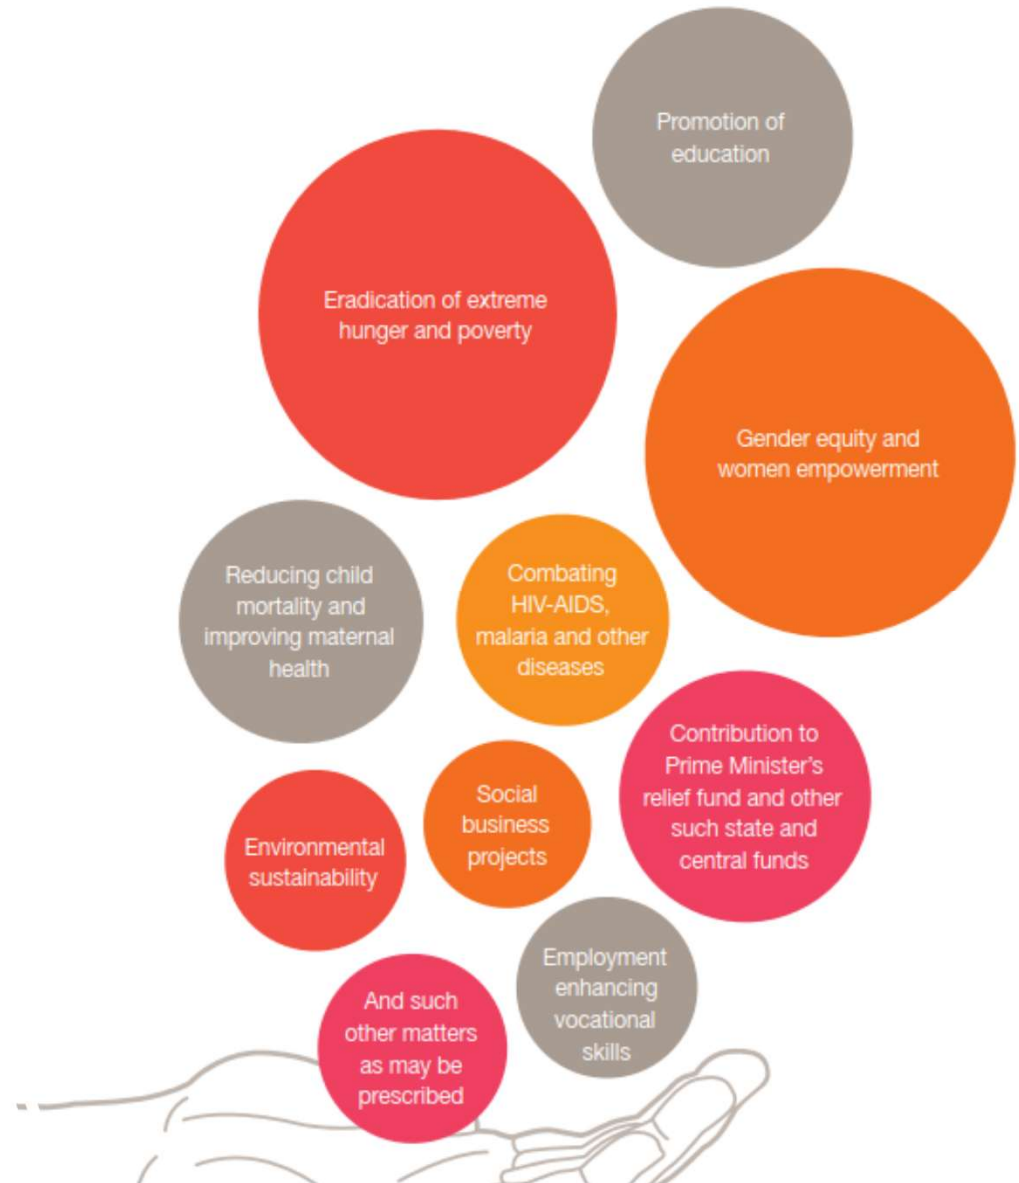 Promotion of
education
Eradication of extreme
hunger and poverty
Gender equity and
women empowerment
Reducing child
mortality and
improving maternal
health
Combating
HIV-AIDS,
malaria and other
diseases
Contribution to
Prime Minister's
relief fund and other
such state and
central funds
Social
business
projects
Environmental
sustainability
Employment
enhancing
vocational
skills
And such
other matters
as may be
prescribed